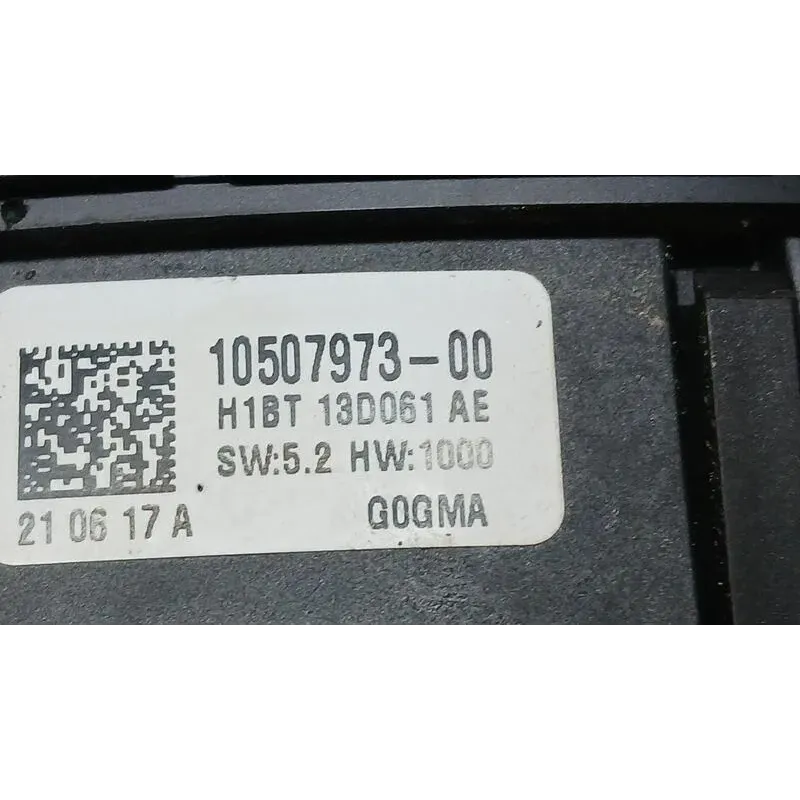 10507973-00
H1BT 13D061 AE
SW:5.2 HW:1000
21 06 17 A
G0GMA